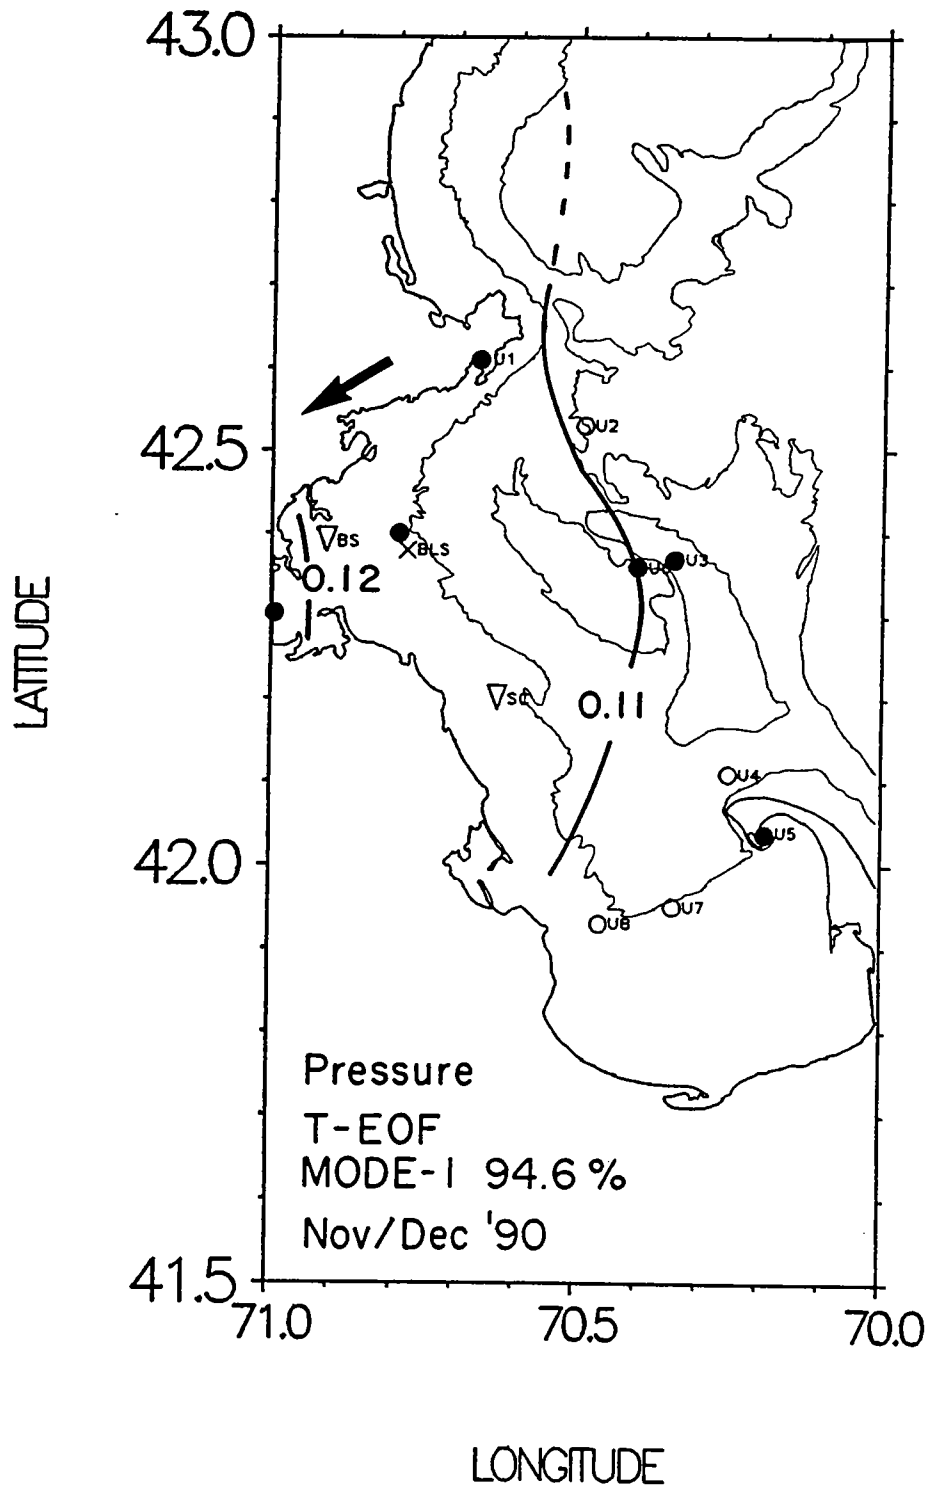 43.0
U1
U2
42.5
BS
BLS
U3
U6
0.12
SC
0.11
U4
U5
42.0
U7
U8
Pressure
T-EOF
MODE-I 94.6 %
Nov/Dec '90
41.5
71.0 70.5 70.0
LATITUDE
LONGITUDE